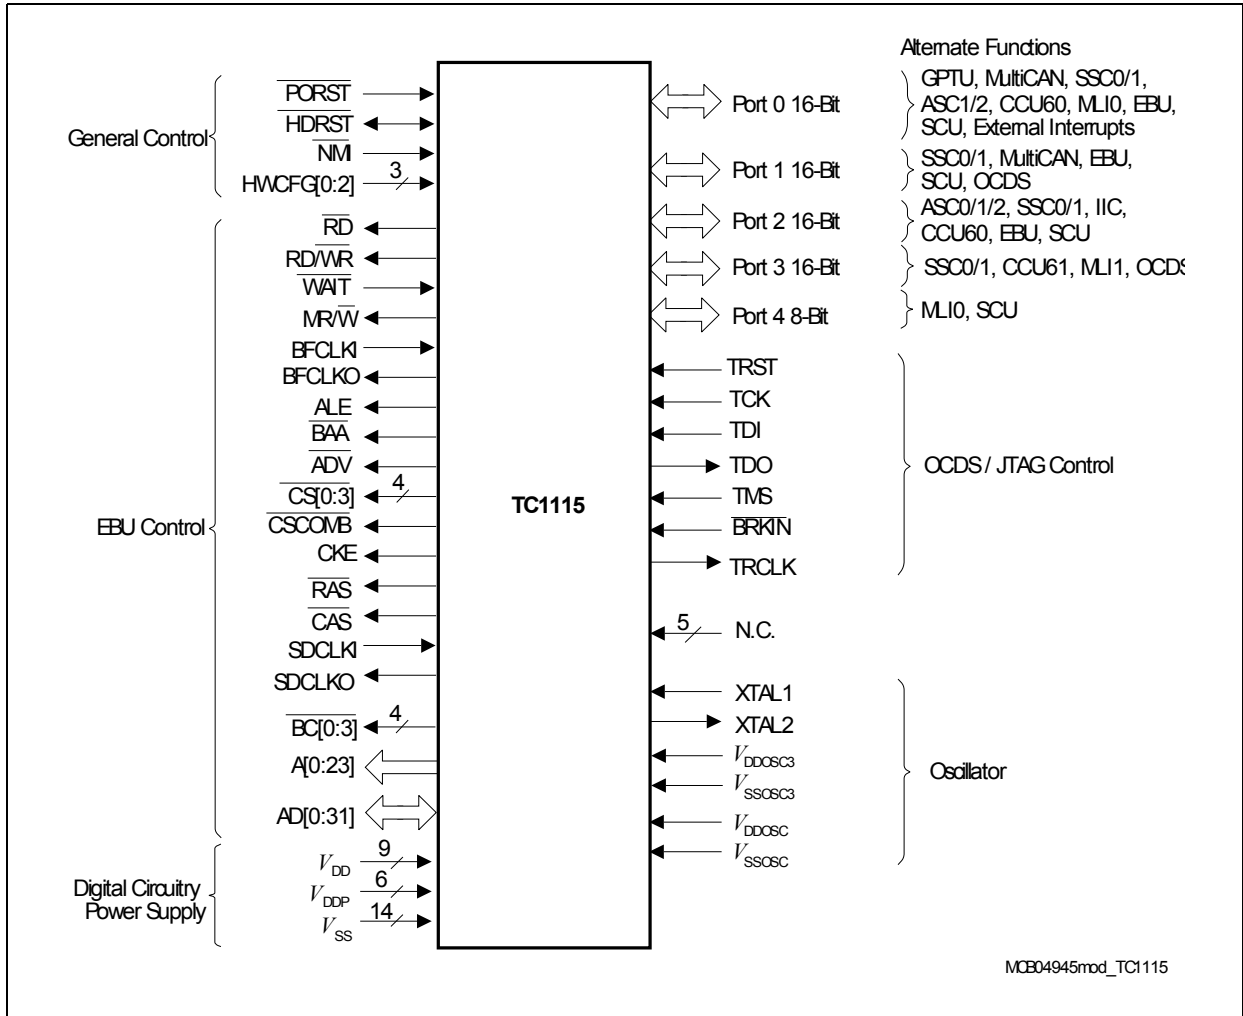 Alternate Functions
General Control
PORST
HDRST
NMI
HWCFG[0:2]
3
EBU Control
RD
RD/WR
WAIT
MR/W
BFCLKI
BFCLKO
ALE
BAA
ADV
CS[0:3]
4
CSCOMB
CKE
RAS
CAS
SDCLKI
SDCLKO
BC[0:3]
4
A[0:23]
AD[0:31]
Digital Circuitry
Power Supply
VDD
9
VDDP
6
VSS
14
TC1115
Port 0 16-Bit
GPTU, MultiCAN, SSC0/1,
ASC1/2, CCU60, MLI0, EBU,
SCU, External Interrupts
Port 1 16-Bit
SSC0/1, MultiCAN, EBU,
SCU, OCDS
Port 2 16-Bit
ASC0/1/2, SSC0/1, IIC,
CCU60, EBU, SCU
Port 3 16-Bit
SSC0/1, CCU61, MLI1, OCDS
Port 4 8-Bit
MLI0, SCU
TRST
TCK
TDI
TDO
TMS
BRKIN
TRCLK
OCDS / JTAG Control
5
N.C.
XTAL1
XTAL2
VDDOSC3
VSSOSC3
VDDOSC
VSSOSC
Oscillator
MCB04945mod_TC1115